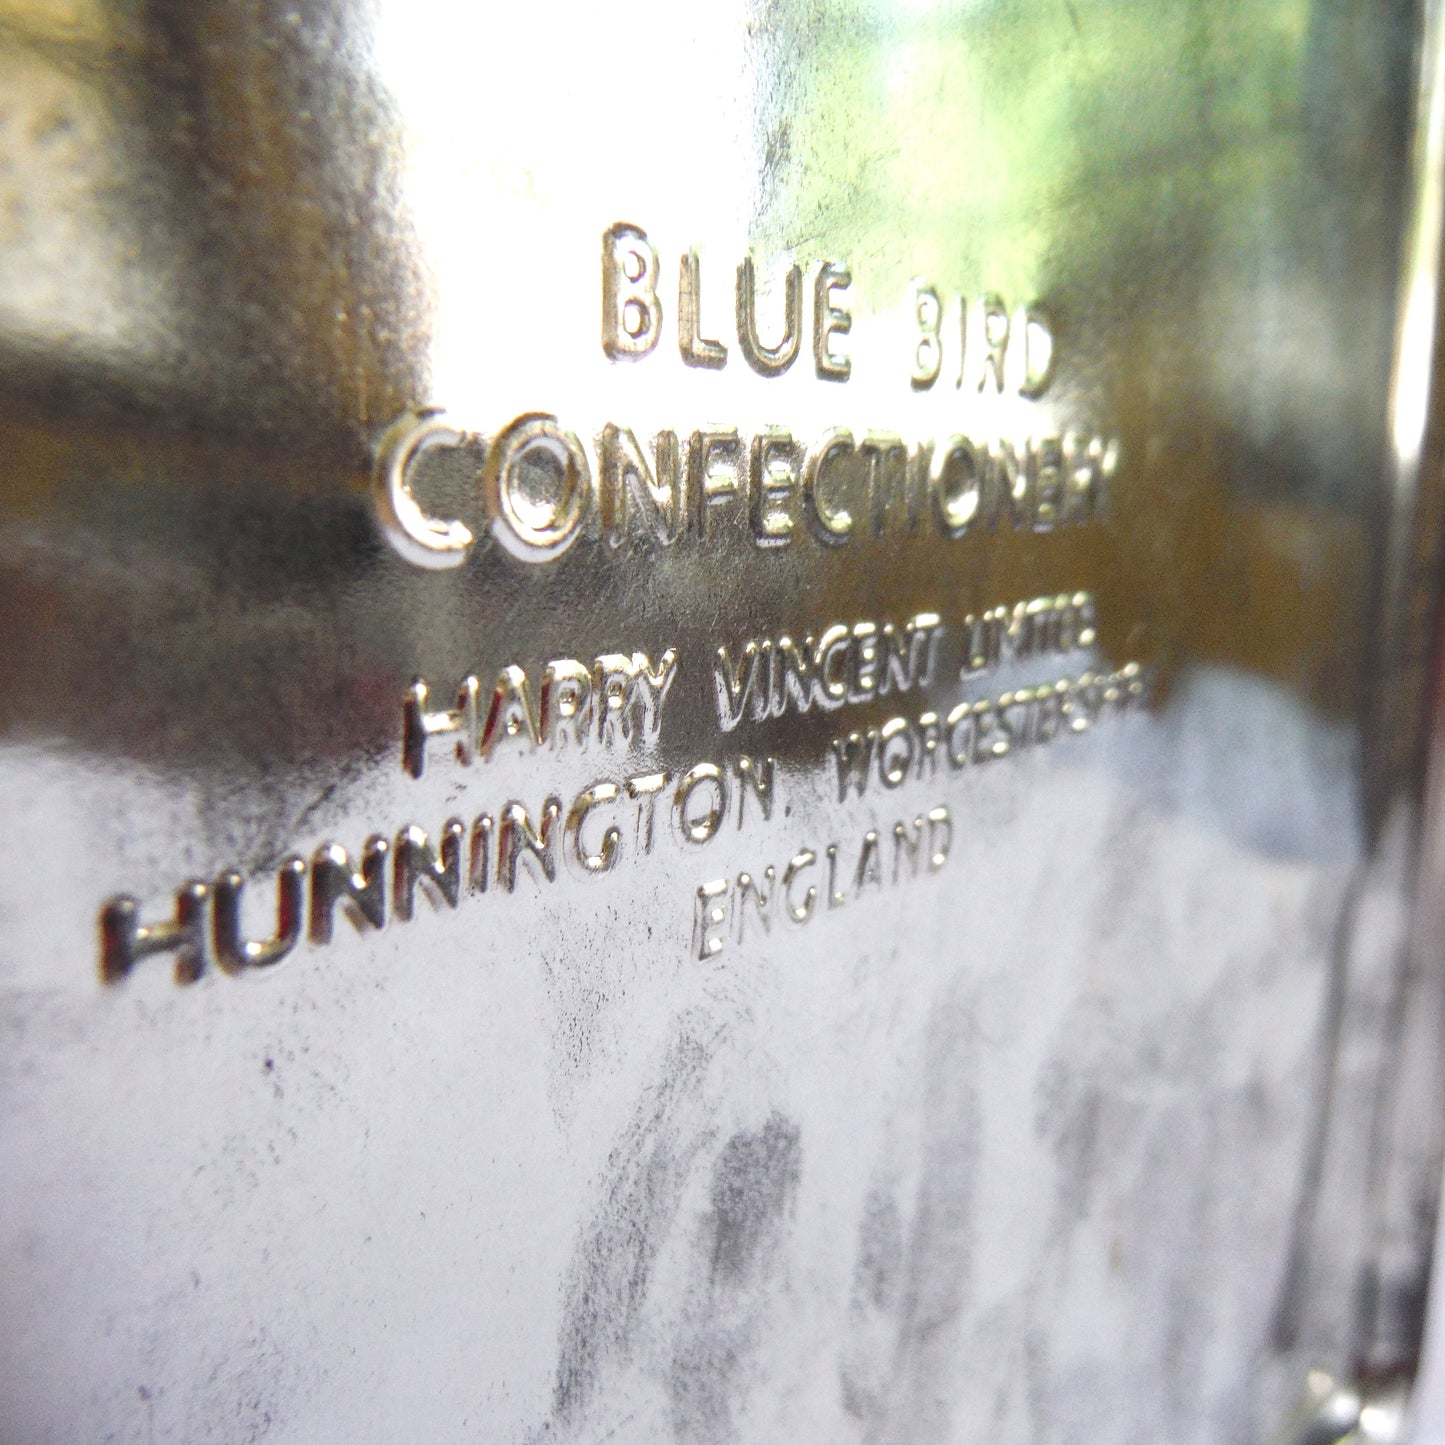 BLUE BIRD
CONFECTIONERY
HARRY VINCENT LIMITED
HUNNINGTON. WORCESTERSHIRE
ENGLAND